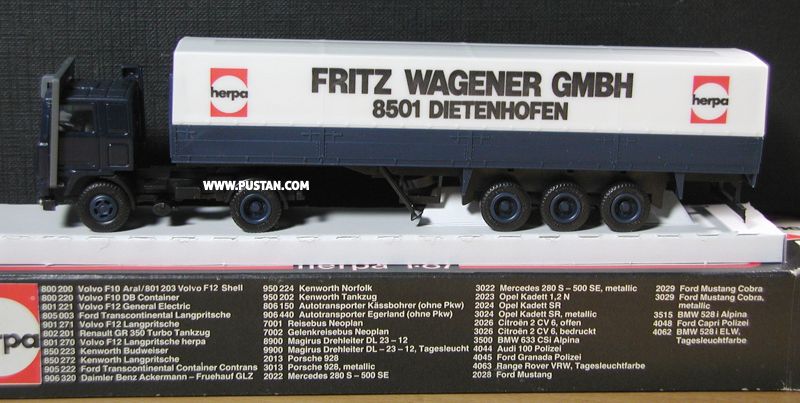 herpa
FRITZ WAGENER GMBH
8501 DIETENHOFEN
herpa
WWW.PUSTAN.COM
herpa 1:87
herpa
800 200 Volvo F10 Aral/801 203 Volvo F12 Shell
800 220 Volvo F10 DB Container
801 221 Volvo F12 General Electric
805 003 Ford Transcontinental Langpritsche
901 271 Volvo F12 Langpritsche
802 201 Renault GR 350 Turbo Tankzug
801 270 Volvo F12 Langpritsche herpa
850 223 Kenworth Budweiser
850 272 Kenworth Langpritsche
905 222 Ford Transcontinental Container Contrans
906 320 Daimler Benz Ackermann – Fruehauf GLZ
950 224 Kenworth Norfolk
950 202 Kenworth Tankzug
806 150 Autotransporter Kässbohrer (ohne Pkw)
906 440 Autotransporter Egerland (ohne Pkw)
7001 Reisebus Neoplan
7002 Gelenkreisebus Neoplan
8900 Magirus Drehleiter DL – 23 – 12
9900 Magirus Drehleiter DL – 23 – 12, Tagesleucht
2013 Porsche 928
3013 Porsche 928, metallic
2022 Mercedes 280 S – 500 SE
3022 Mercedes 280 S – 500 SE, metallic
2023 Opel Kadett 1,2 N
2024 Opel Kadett SR
3024 Opel Kadett SR, metallic
2026 Citroën 2 CV 6, offen
3026 Citroën 2 CV 6, bedruckt
3500 BMW 633 CSi Alpina
4044 Audi 100 Polizei
4045 Ford Granada Polizei
4063 Range Rover VRW, Tagesleuchtfarbe
2028 Ford Mustang
2029 Ford Mustang Cobra
3029 Ford Mustang Cobra,
metallic
3515 BMW 528 i Alpina
4048 Ford Capri Polizei
4062 BMW 528 i ELW,
Tagesleuchtfarbe